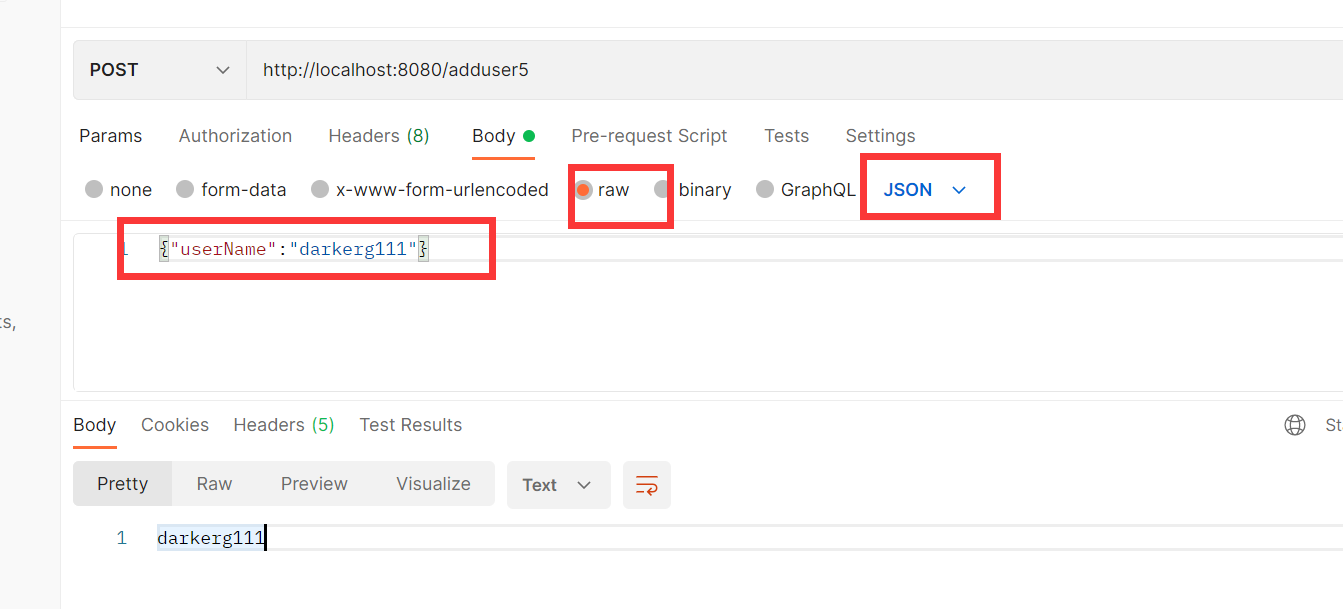 POST http://localhost:8080/adduser5
Params Authorization Headers (8) Body Pre-request Script Tests Settings
none form-data x-www-form-urlencoded raw binary GraphQL JSON
1 {"userName":"darkerg111"}
Body Cookies Headers (5) Test Results
Pretty Raw Preview Visualize Text
1 darkerg111